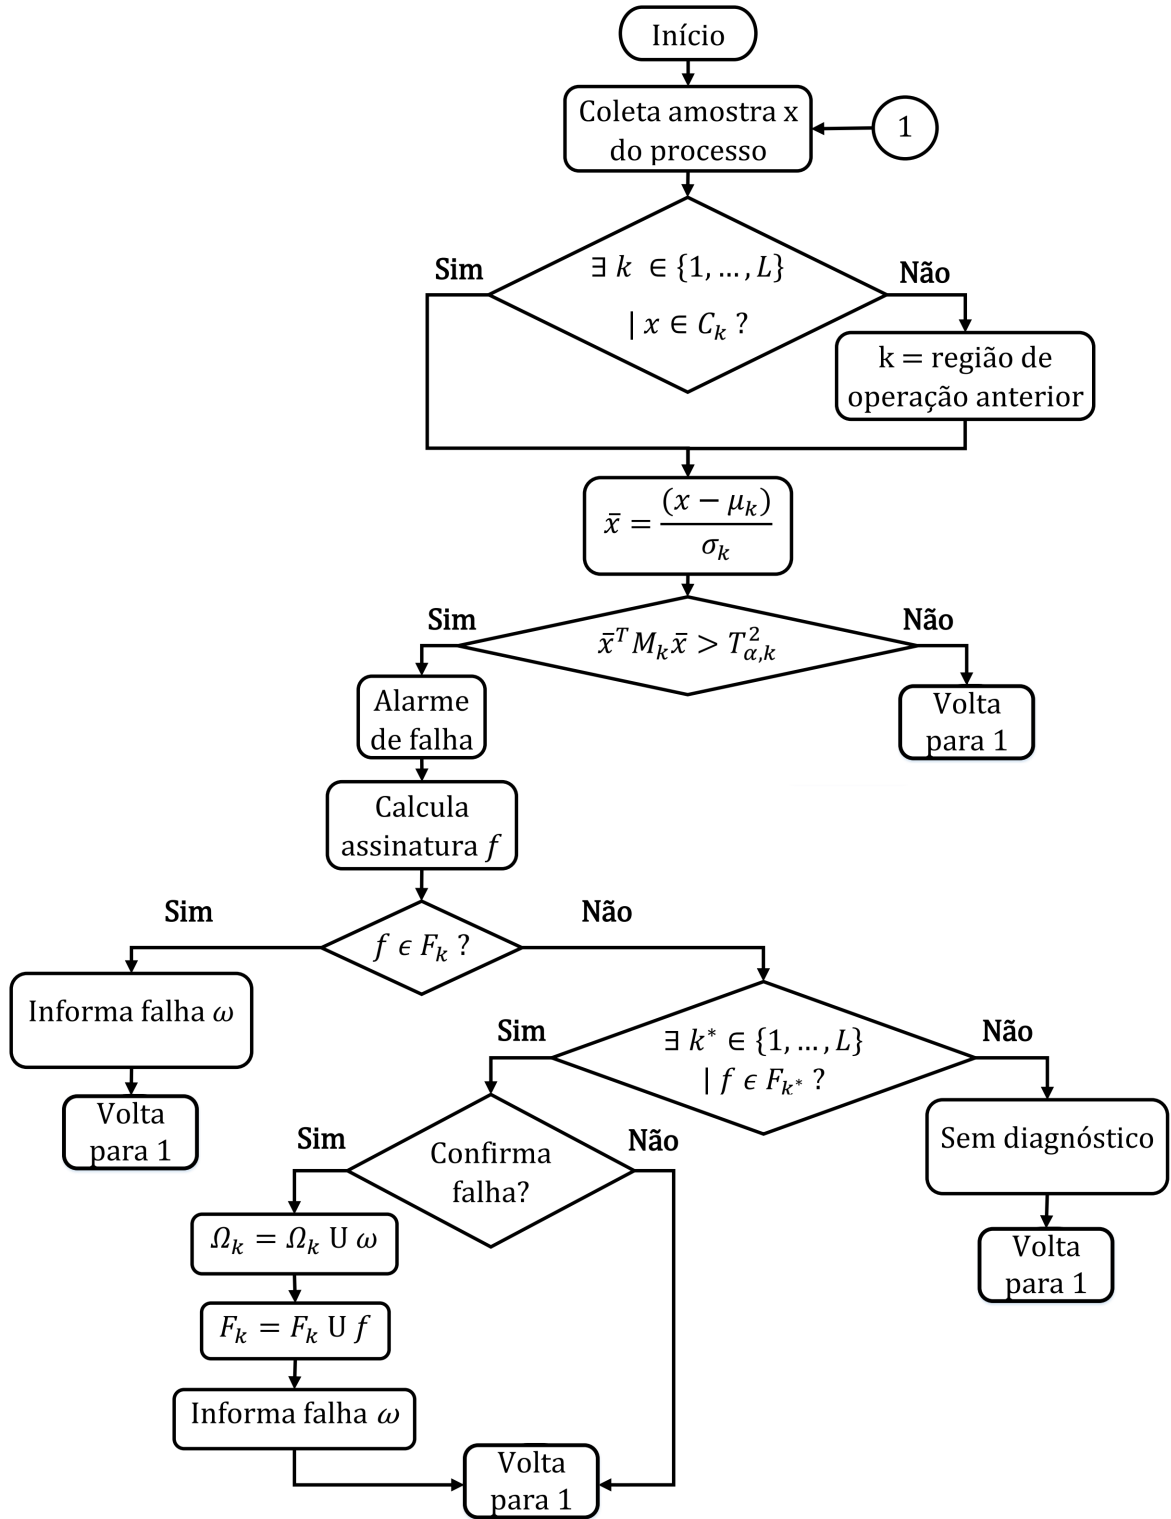 Início
Coleta amostra x
do processo
1
Sim
∃ k ∈ {1, … , L}
| x ∈ C_k ?
Não
k = região de
operação anterior
x̄ = (x − μ_k) / σ_k
Sim
x̄^T M_k x̄ > T²_{α,k}
Não
Alarme
de falha
Volta
para 1
Calcula
assinatura f
Sim
f ϵ F_k ?
Não
Informa falha ω
Volta
para 1
Sim
∃ k* ∈ {1, … , L}
| f ϵ F_{k*} ?
Não
Sem diagnóstico
Volta
para 1
Sim
Confirma
falha?
Não
Ω_k = Ω_k U ω
F_k = F_k U f
Informa falha ω
Volta
para 1